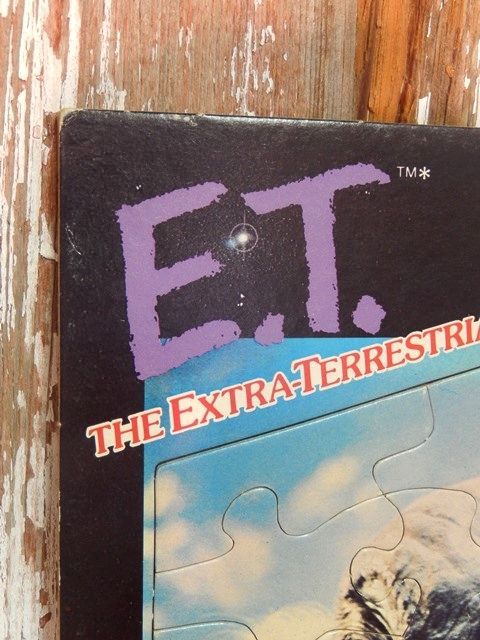 E.T. TM*
THE EXTRA-TERRESTRIA